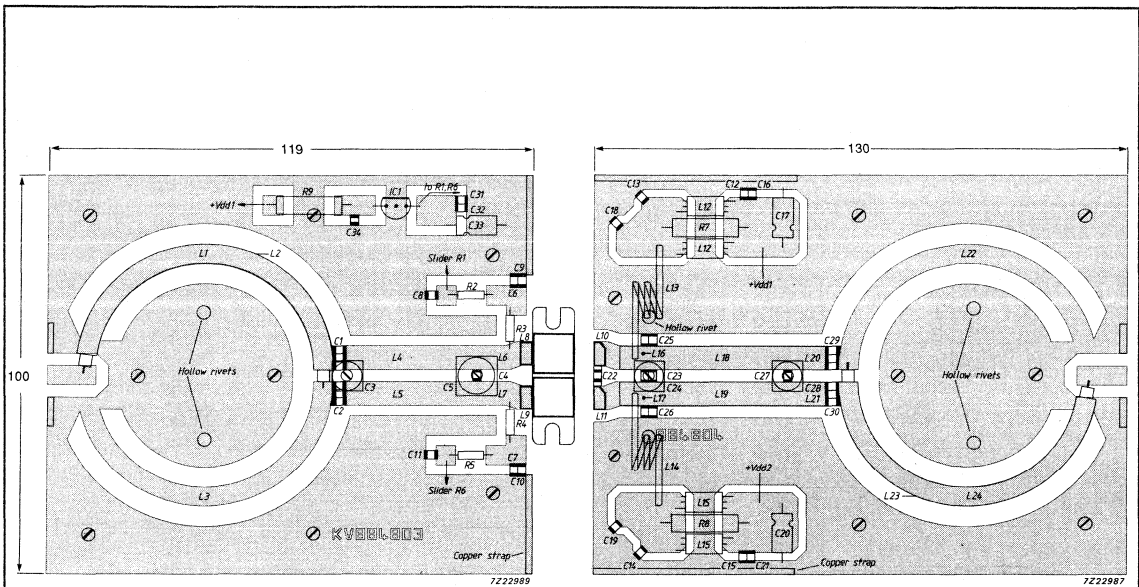 119
130
100
R9
IC1
to R1,R6
C31
C32
C33
+Vdd1
C34
L1
L2
Slider R1
C9
R2
C6
C8
R3
L8
Hollow rivets
C1
L4
L6
C3
C5
C4
L5
L7
C2
L9
R4
L3
C11
R5
C7
C10
Slider R6
KV884803
Copper strap
7Z22989
C13
C12 C16
C18
L12
R7
C17
L12
L13
+Vdd1
L22
Hollow rivet
L10
C25
C29
L16
L18
L20
C22
C23
C27
Hollow rivets
C24
C28
L17
L19
L21
L11
C26
C30
884804
L14
+Vdd2
L15
L23
L24
R8
C20
C19
L15
C14
C15 C21
Copper strap
7Z22987